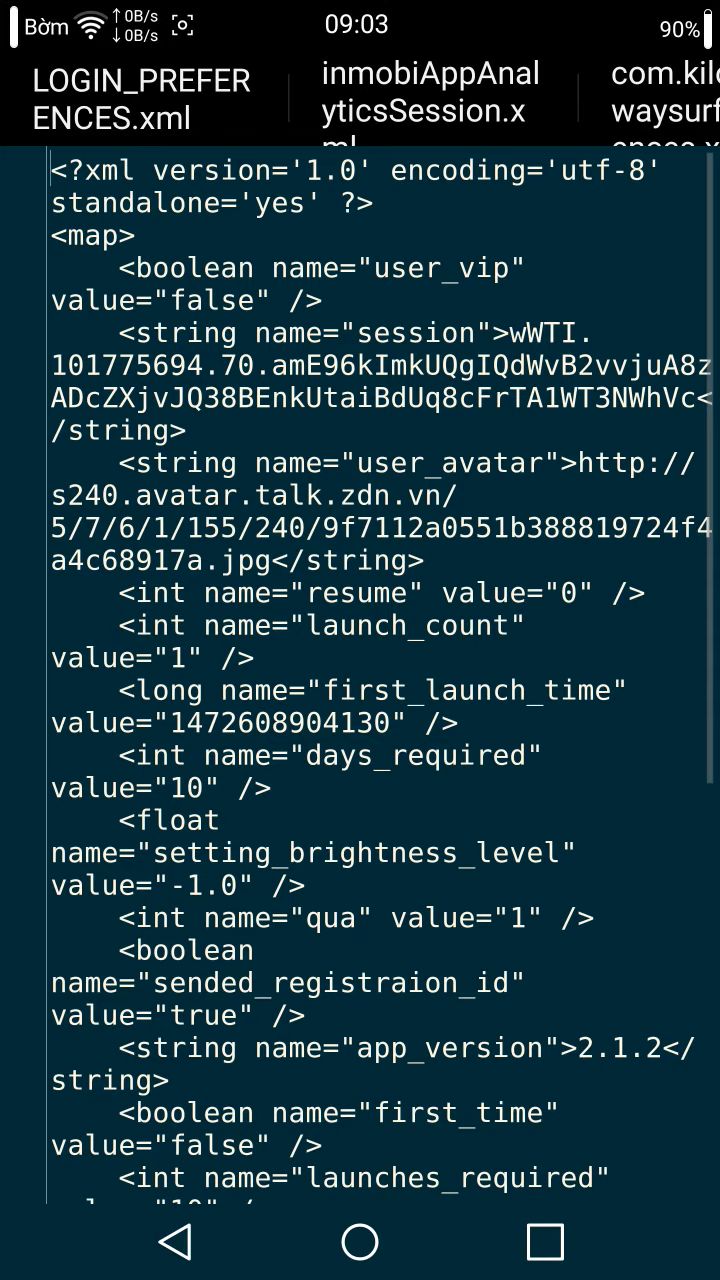 Bờm ↑0B/s ↓0B/s 09:03 90%
LOGIN_PREFER
ENCES.xml
inmobiAppAnal
yticsSession.x
ml
com.kil
waysurf
<?xml version='1.0' encoding='utf-8'
standalone='yes' ?>
<map>
<boolean name="user_vip"
value="false" />
<string name="session">wWTI.
101775694.70.amE96kImkUQgIQdWvB2vvjuA8z
ADcZXjvJQ38BEnkUtaiBdUq8cFrTA1WT3NWhVc<
/string>
<string name="user_avatar">http://
s240.avatar.talk.zdn.vn/
5/7/6/1/155/240/9f7112a0551b388819724f4
a4c68917a.jpg</string>
<int name="resume" value="0" />
<int name="launch_count"
value="1" />
<long name="first_launch_time"
value="1472608904130" />
<int name="days_required"
value="10" />
<float
name="setting_brightness_level"
value="-1.0" />
<int name="qua" value="1" />
<boolean
name="sended_registraion_id"
value="true" />
<string name="app_version">2.1.2</
string>
<boolean name="first_time"
value="false" />
<int name="launches_required"